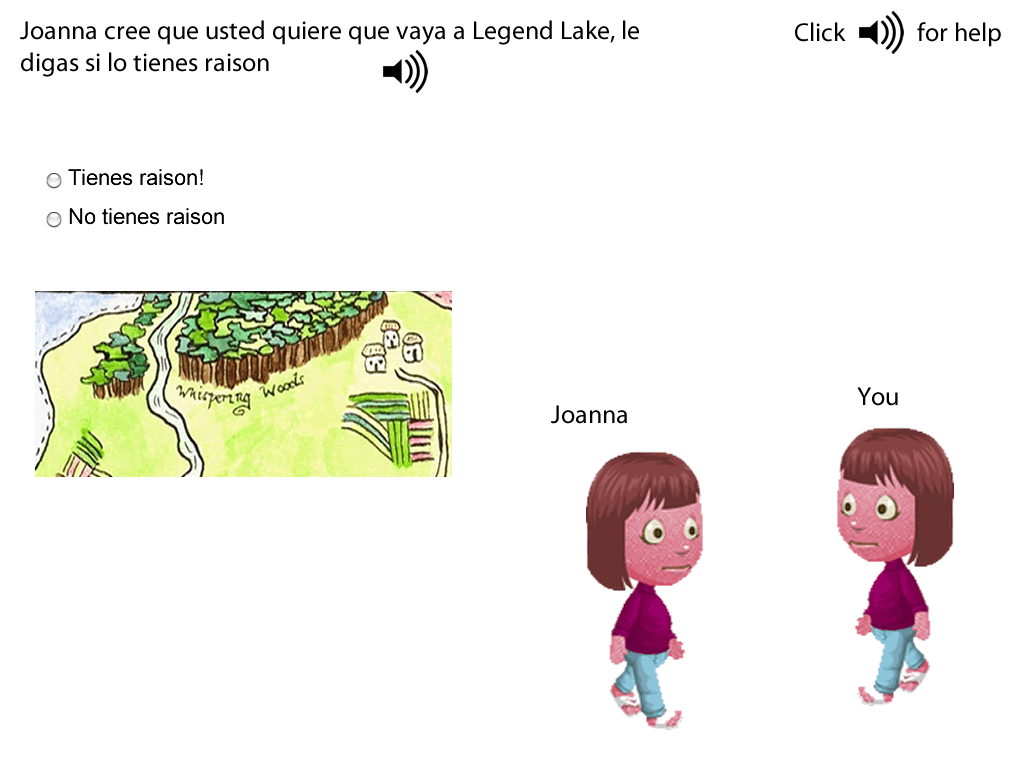 Joanna cree que usted quiere que vaya a Legend Lake, le
digas si lo tienes raison
Click for help
Tienes raison!
No tienes raison
Whispering Woods
Joanna
You